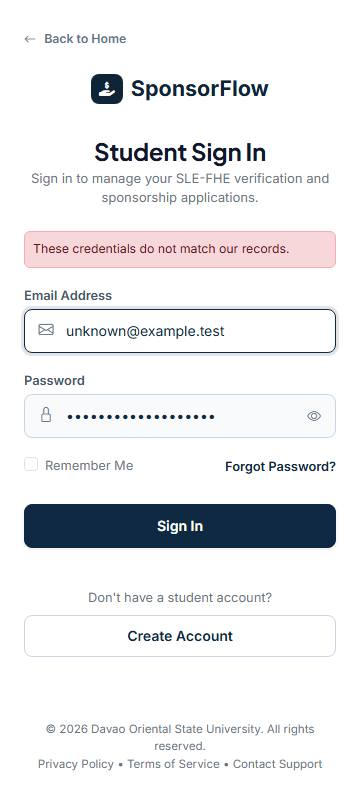 Back to Home
SponsorFlow
Student Sign In
Sign in to manage your SLE-FHE verification and
sponsorship applications.
These credentials do not match our records.
Email Address
unknown@example.test
Password
•••••••••••••••••••
Remember Me
Forgot Password?
Sign In
Don't have a student account?
Create Account
© 2026 Davao Oriental State University. All rights
reserved.
Privacy Policy • Terms of Service • Contact Support